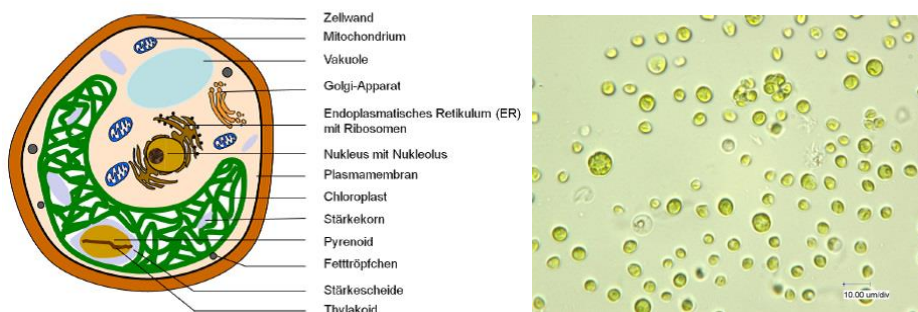 Zellwand
Mitochondrium
Vakuole
Golgi-Apparat
Endoplasmatisches Retikulum (ER)
mit Ribosomen
Nukleus mit Nukleolus
Plasmamembran
Chloroplast
Stärkekorn
Pyrenoid
Fetttröpfchen
Stärkescheide
Thylakoid
10.00 um/div